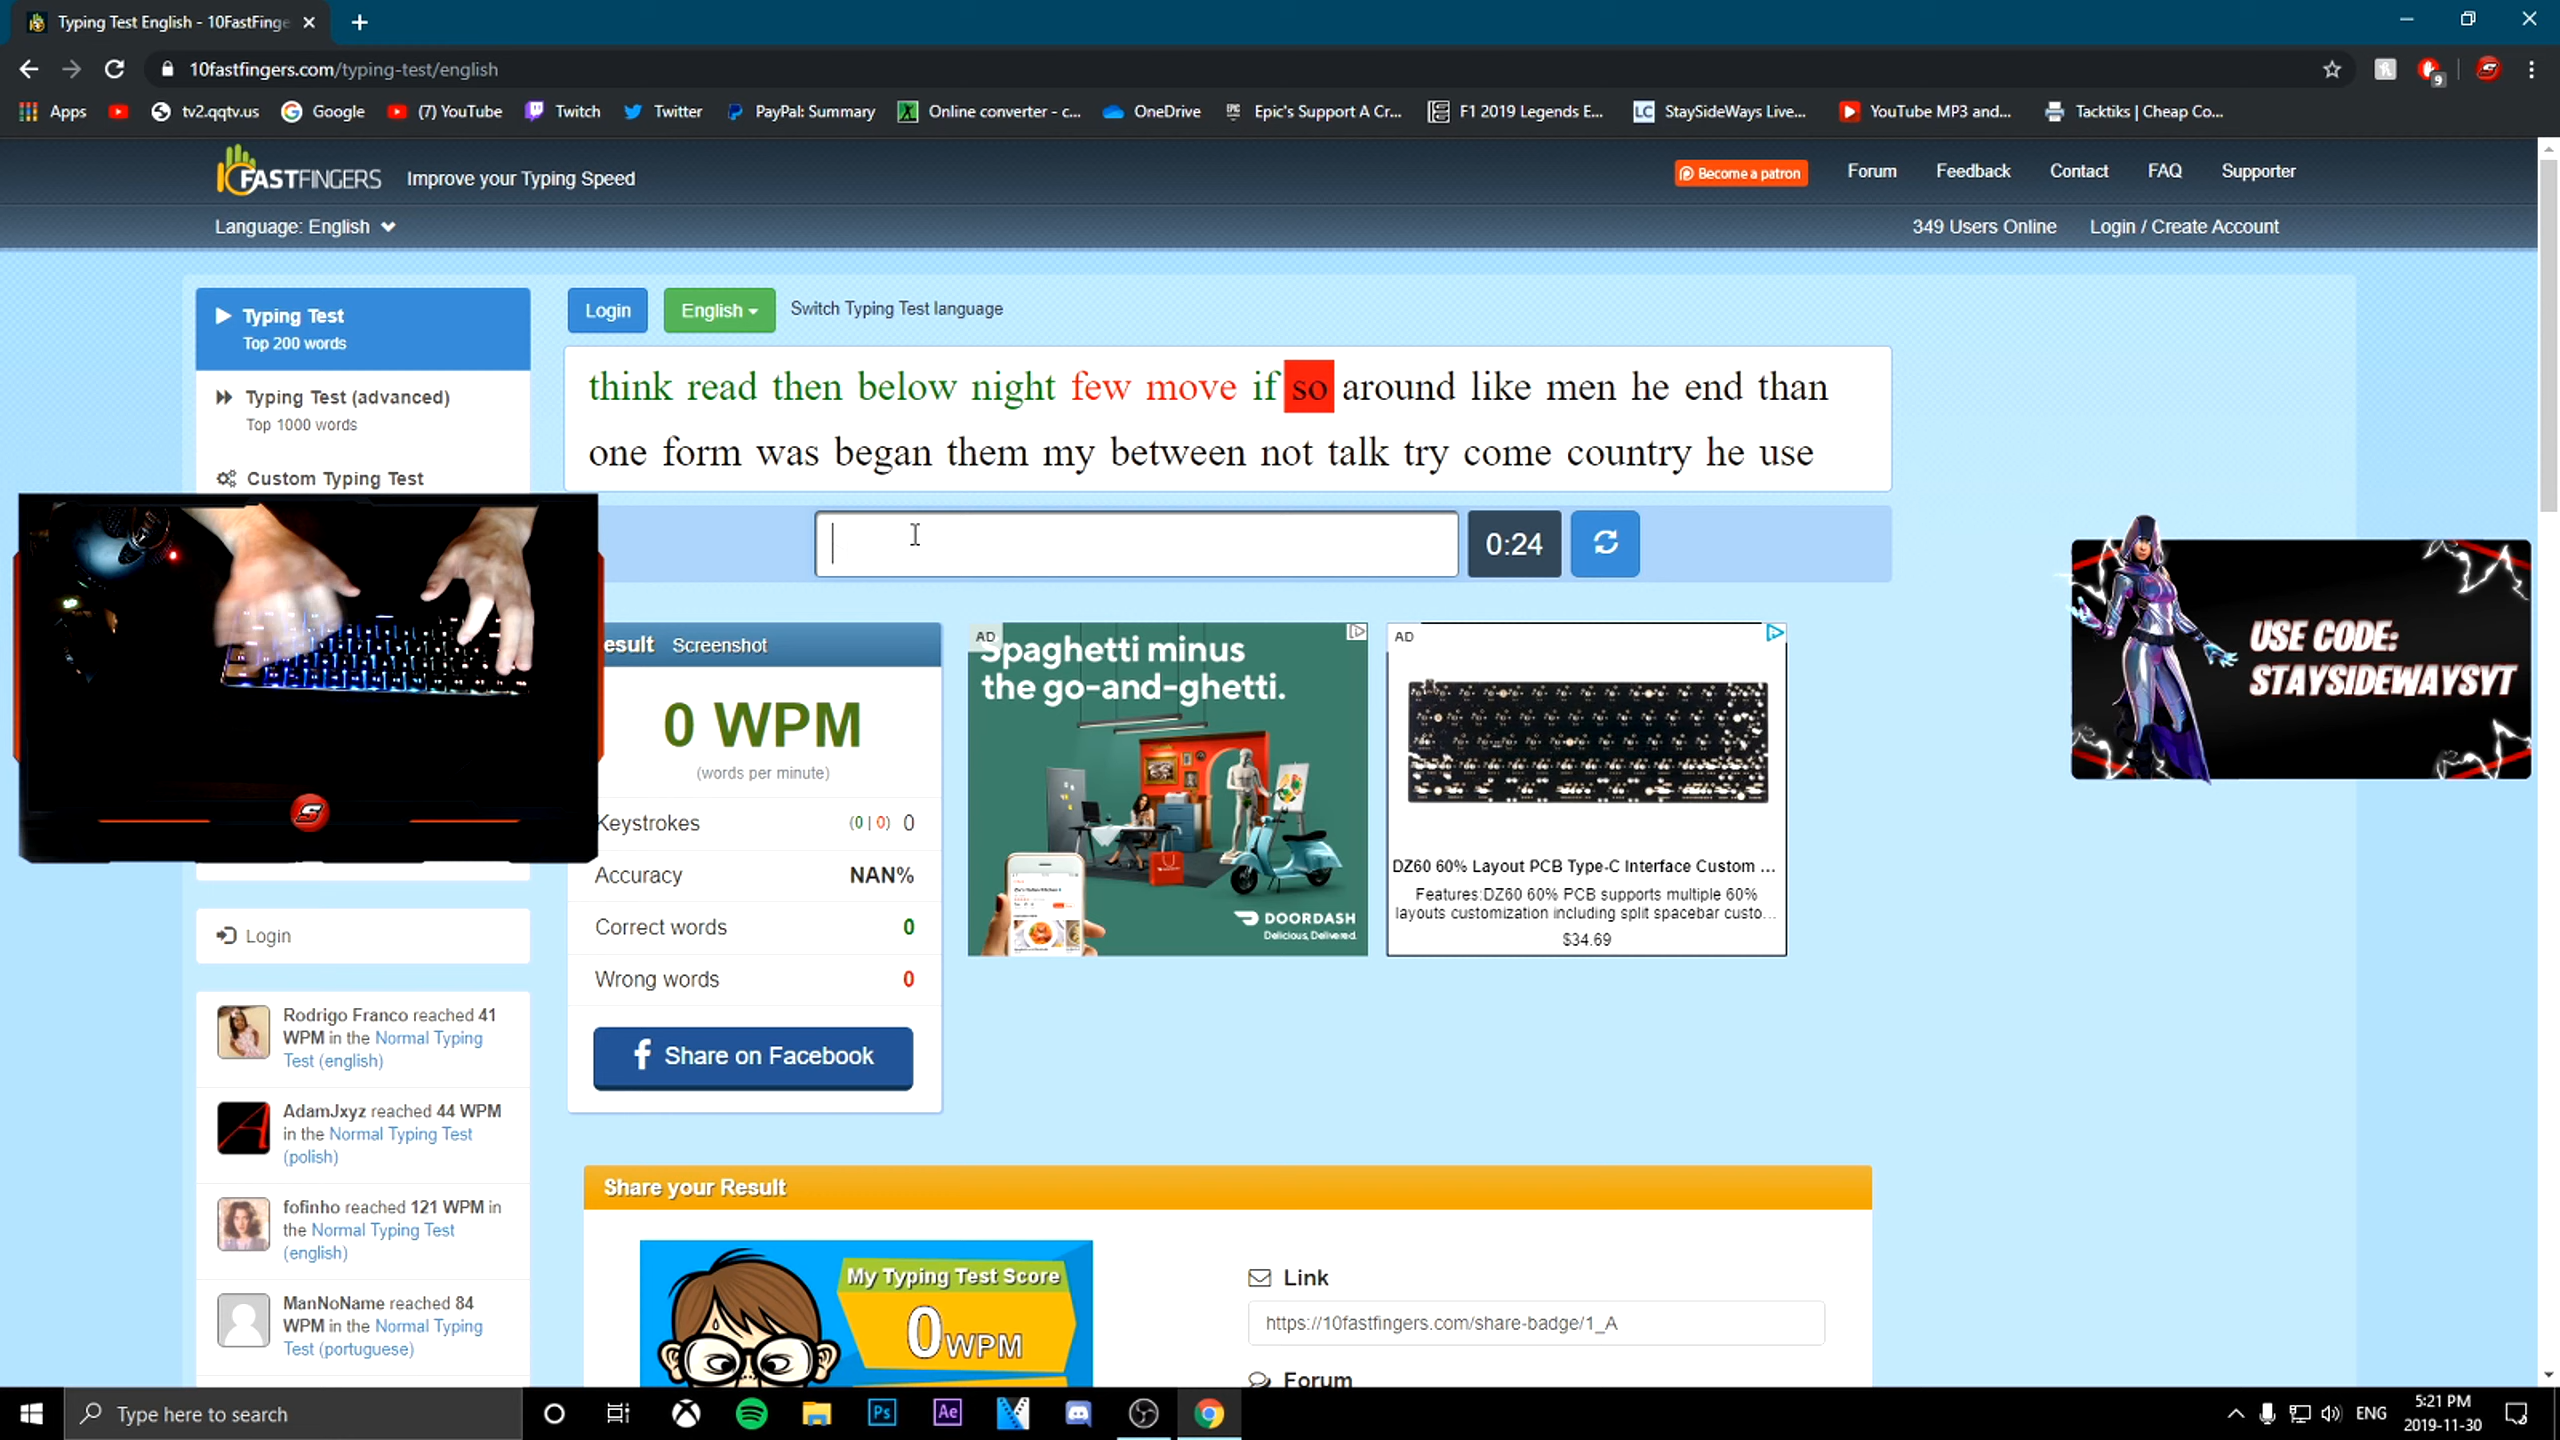 Typing Test English - 10FastFinge
10fastfingers.com/typing-test/english
Apps
tv2.qqtv.us
Google
(7) YouTube
Twitch
Twitter
PayPal: Summary
Online converter - c...
OneDrive
Epic's Support A Cr...
F1 2019 Legends E...
LC StaySideWays Live...
YouTube MP3 and...
Tacktiks | Cheap Co...
10FASTFINGERS Improve your Typing Speed
Become a patron Forum Feedback Contact FAQ Supporter
Language: English
349 Users Online Login / Create Account
Typing Test
Top 200 words
Typing Test (advanced)
Top 1000 words
Custom Typing Test
Login English Switch Typing Test language
think read then below night few move if so around like men he end than
one form was began them my between not talk try come country he use
0:24
esult Screenshot
0 WPM
(words per minute)
Keystrokes (0 | 0) 0
Accuracy NAN%
Correct words 0
Wrong words 0
Share on Facebook
AD
Spaghetti minus
the go-and-ghetti.
DOORDASH
Delicious, Delivered.
AD
DZ60 60% Layout PCB Type-C Interface Custom ...
Features:DZ60 60% PCB supports multiple 60%
layouts customization including split spacebar custo...
$34.69
USE CODE:
STAYSIDEWAYSYT
S
Login
Rodrigo Franco reached 41
WPM in the Normal Typing
Test (english)
AdamJxyz reached 44 WPM
in the Normal Typing Test
(polish)
fofinho reached 121 WPM in
the Normal Typing Test
(english)
ManNoName reached 84
WPM in the Normal Typing
Test (portuguese)
Share your Result
My Typing Test Score
0 WPM
Link
https://10fastfingers.com/share-badge/1_A
Forum
Type here to search
Ps
Ae
ENG
5:21 PM
2019-11-30